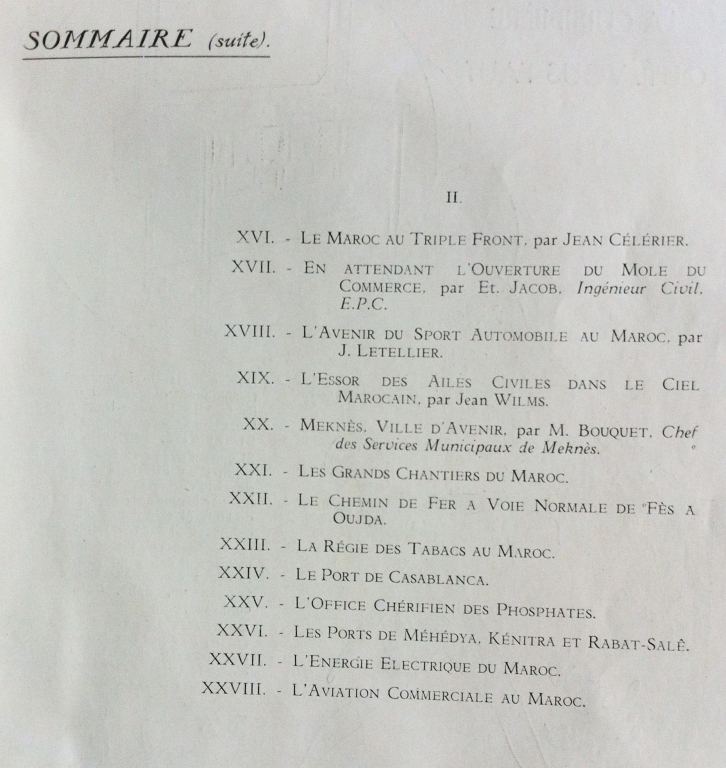 SOMMAIRE (suite).
II.
XVI. - LE MAROC AU TRIPLE FRONT, par JEAN CÉLÉRIER.
XVII. - EN ATTENDANT L'OUVERTURE DU MOLE DU
COMMERCE, par Et. JACOB, Ingénieur Civil,
E.P.C.
XVIII. - L'AVENIR DU SPORT AUTOMOBILE AU MAROC, par
J. LETELLIER.
XIX. - L'ESSOR DES AILES CIVILES DANS LE CIEL
MAROCAIN, par Jean WILMS.
XX. - MEKNÈS, VILLE D'AVENIR, par M. BOUQUET, Chef
des Services Municipaux de Meknès.
XXI. - LES GRANDS CHANTIERS DU MAROC.
XXII. - LE CHEMIN DE FER A VOIE NORMALE DE FÈS A
OUJDA.
XXIII. - LA RÉGIE DES TABACS AU MAROC.
XXIV. - LE PORT DE CASABLANCA.
XXV. - L'OFFICE CHÉRIFIEN DES PHOSPHATES.
XXVI. - LES PORTS DE MÉHÉDYA, KÉNITRA ET RABAT-SALÊ.
XXVII. - L'ENERGIE ELECTRIQUE DU MAROC.
XXVIII. - L'AVIATION COMMERCIALE AU MAROC.